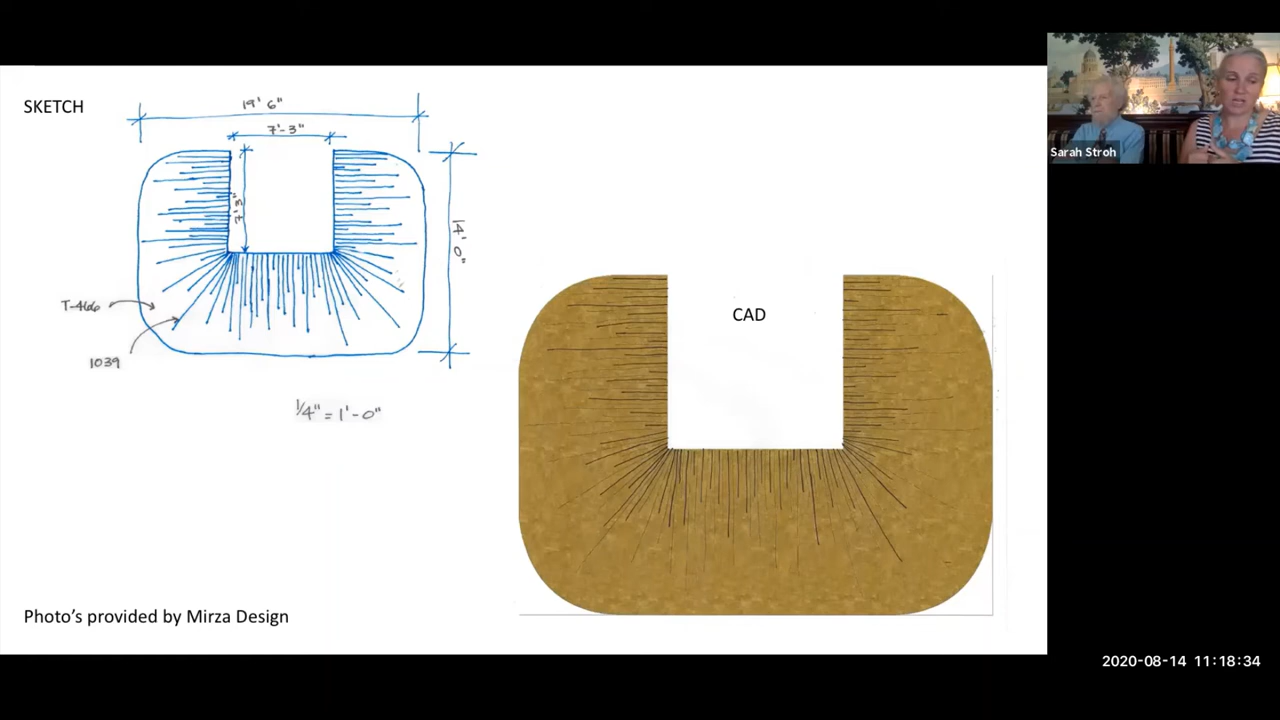 SKETCH
19' 6"
7'-3"
7'-3"
14'0"
T-466
1039
1/4" = 1'-0"
CAD
Photo's provided by Mirza Design
Sarah Stroh
2020-08-14 11:18:34